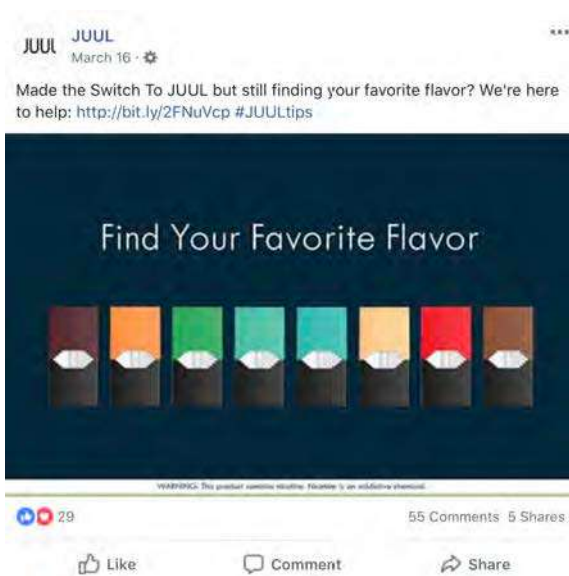 JUUL
JUUL
March 16 ·
Made the Switch To JUUL but still finding your favorite flavor? We're here
to help: http://bit.ly/2FNuVcp #JUULtips
Find Your Favorite Flavor
WARNING: This product contains nicotine. Nicotine is an addictive chemical.
29
55 Comments 5 Shares
Like Comment Share